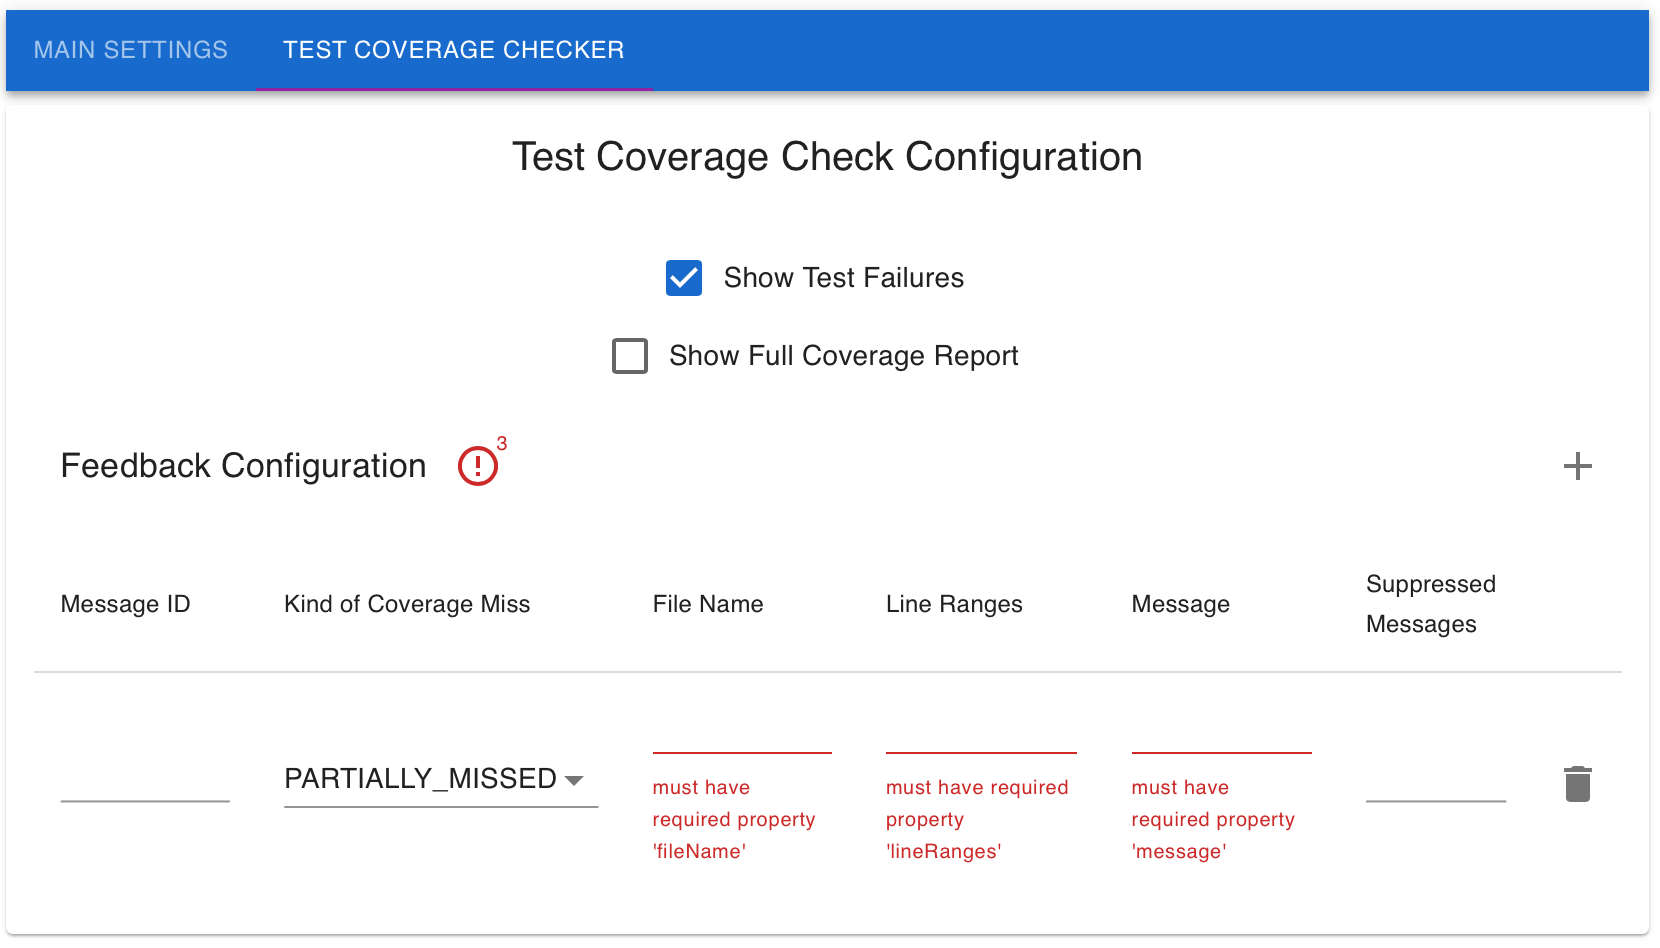 MAIN SETTINGS TEST COVERAGE CHECKER
Test Coverage Check Configuration
Show Test Failures
Show Full Coverage Report
Feedback Configuration 3
Message ID Kind of Coverage Miss File Name Line Ranges Message Suppressed Messages
PARTIALLY_MISSED
must have
required property
'fileName'
must have required
property
'lineRanges'
must have
required property
'message'